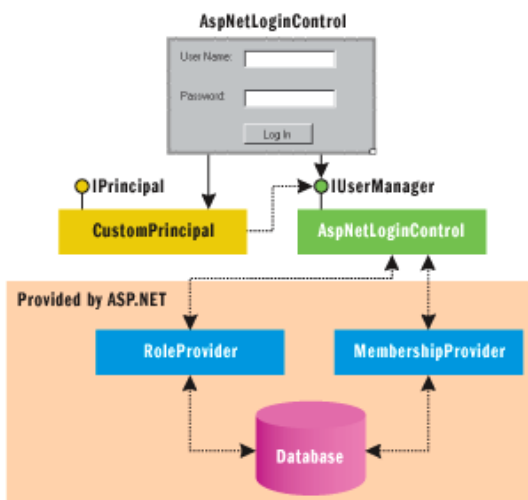 AspNetLoginControl
User Name:
Password:
Log In
IPrincipal
IUserManager
CustomPrincipal
AspNetLoginControl
Provided by ASP.NET
RoleProvider
MembershipProvider
Database